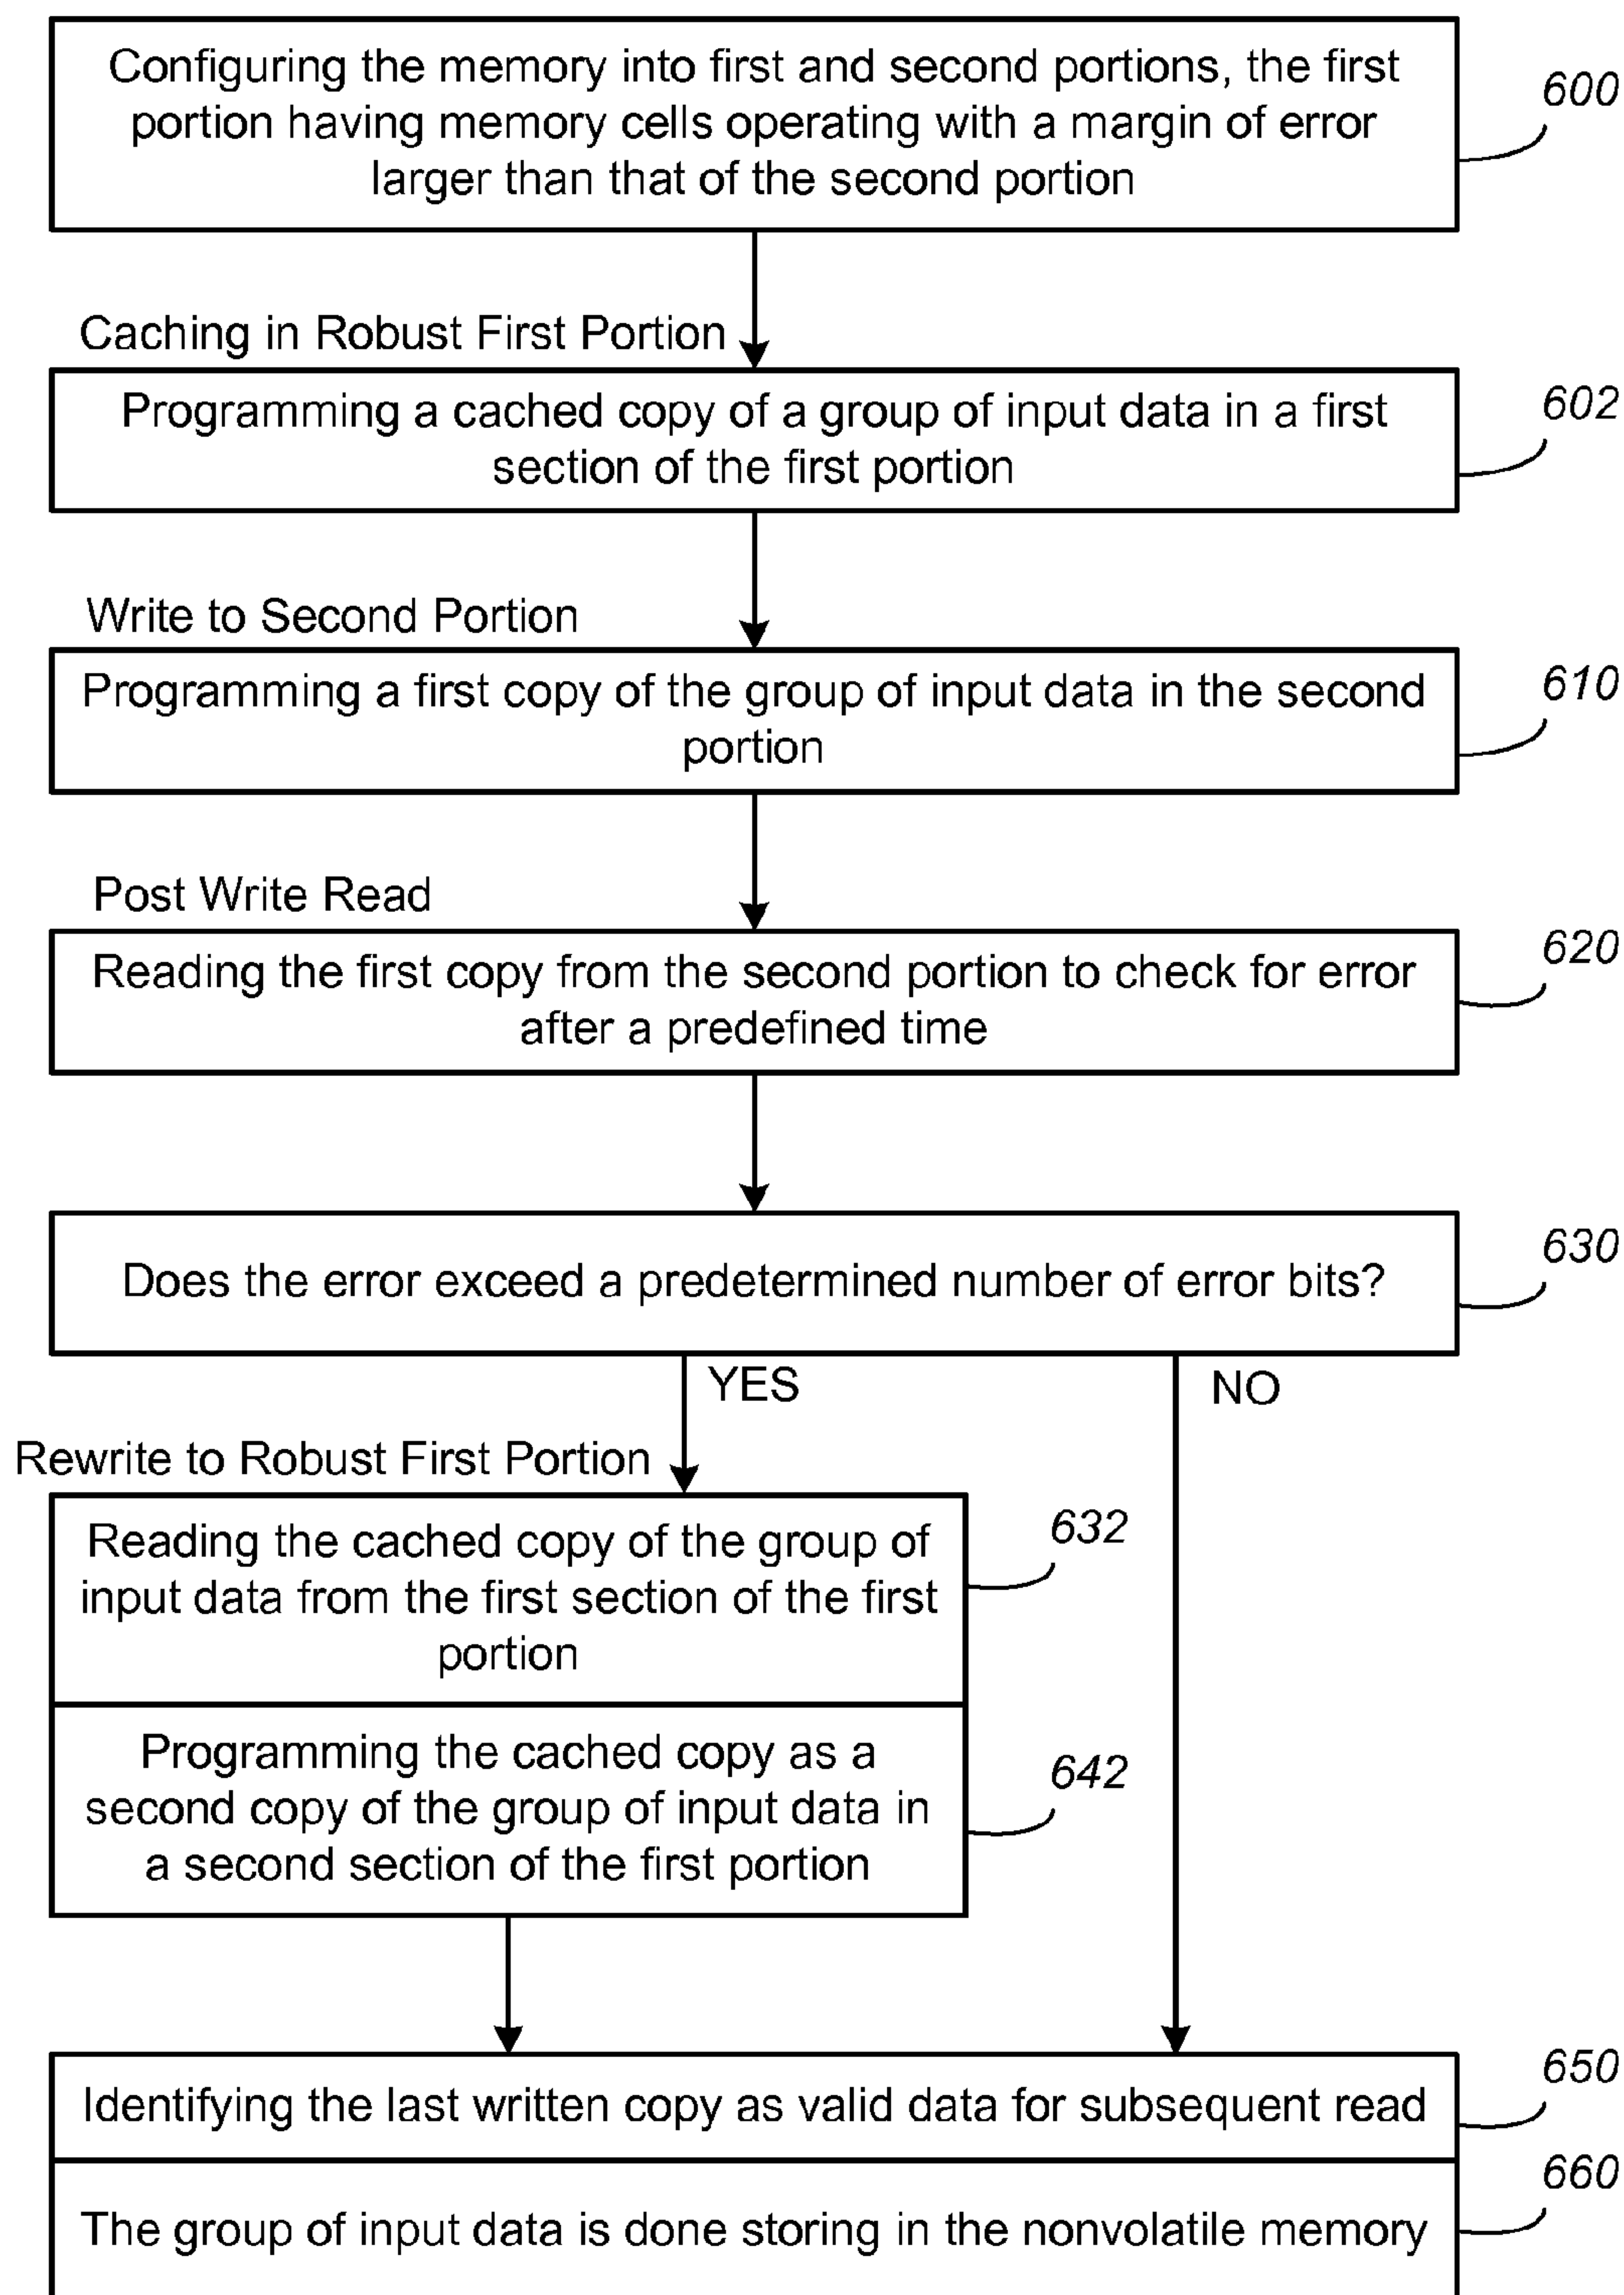 Configuring the memory into first and second portions, the first
portion having memory cells operating with a margin of error
larger than that of the second portion
600
Caching in Robust First Portion
Programming a cached copy of a group of input data in a first
section of the first portion
602
Write to Second Portion
Programming a first copy of the group of input data in the second
portion
610
Post Write Read
Reading the first copy from the second portion to check for error
after a predefined time
620
Does the error exceed a predetermined number of error bits?
630
YES
NO
Rewrite to Robust First Portion
Reading the cached copy of the group of
input data from the first section of the first
portion
632
Programming the cached copy as a
second copy of the group of input data in
a second section of the first portion
642
Identifying the last written copy as valid data for subsequent read
650
The group of input data is done storing in the nonvolatile memory
660